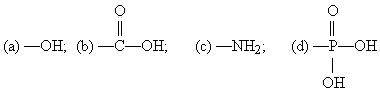 O O
(a) —OH; (b) —C—OH; (c) —NH₂; (d) —P—OH
OH